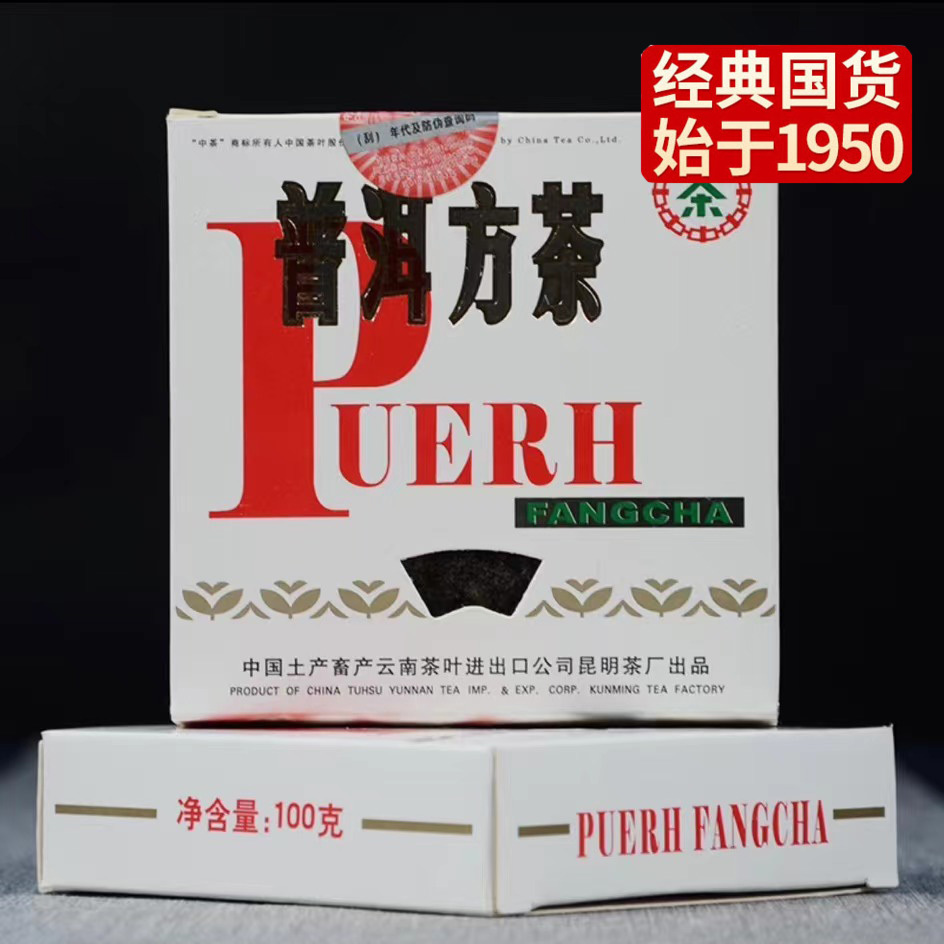 经典国货
始于1950
(刮) 年代及防伪查询码
“中茶”商标所有人中国茶叶股份
by China Tea Co.,Ltd.
茶
普洱方茶
PUERH
FANGCHA
中国土产畜产云南茶叶进出口公司昆明茶厂出品
PRODUCT OF CHINA TUHSU YUNNAN TEA IMP. & EXP. CORP. KUNMING TEA FACTORY
净含量:100克
PUERH FANGCHA